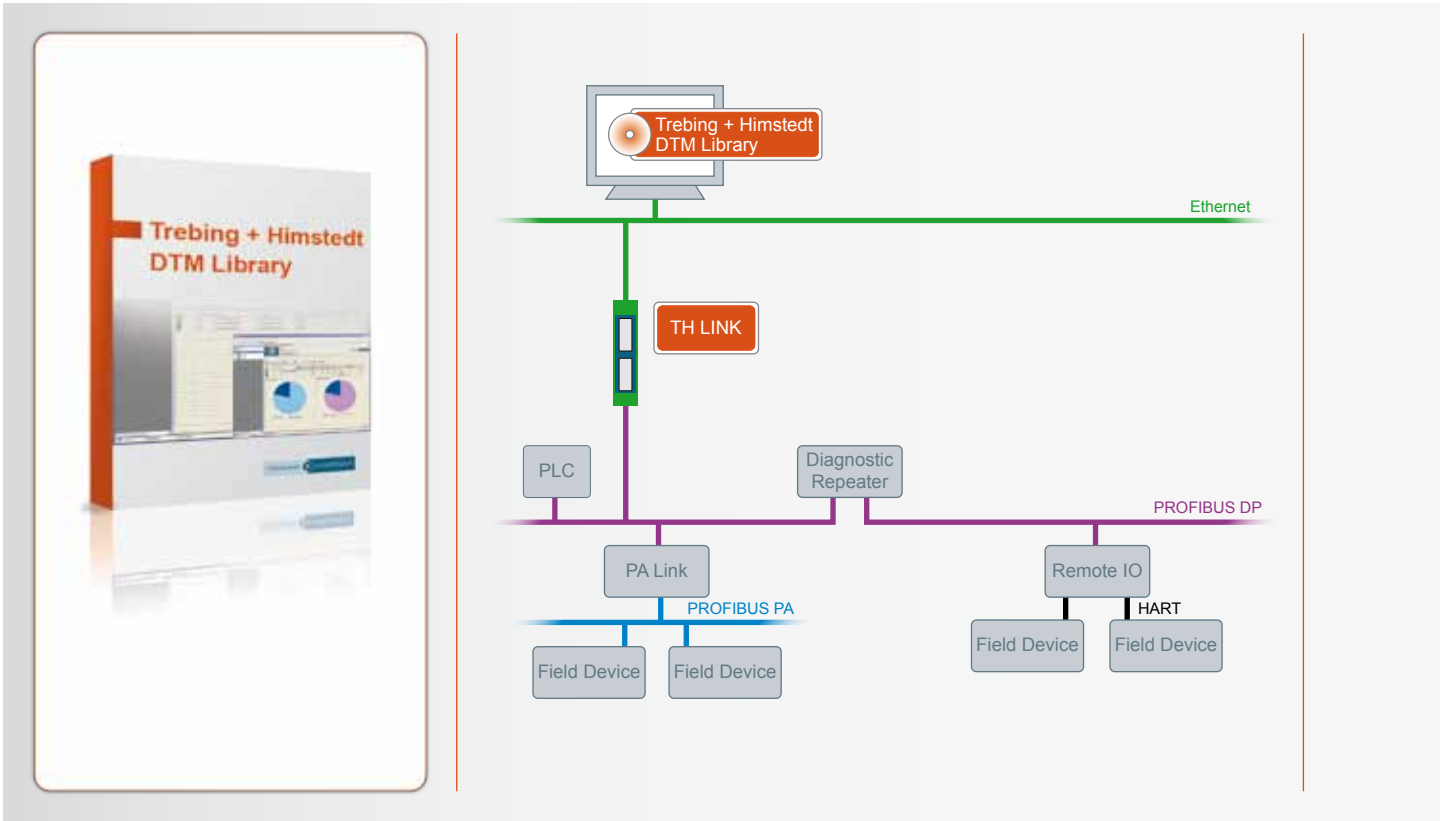 Trebing + Himstedt
DTM Library
Trebing + Himstedt
DTM Library
Ethernet
TH LINK
PLC
Diagnostic
Repeater
PROFIBUS DP
PA Link
Remote IO
PROFIBUS PA
HART
Field Device
Field Device
Field Device
Field Device